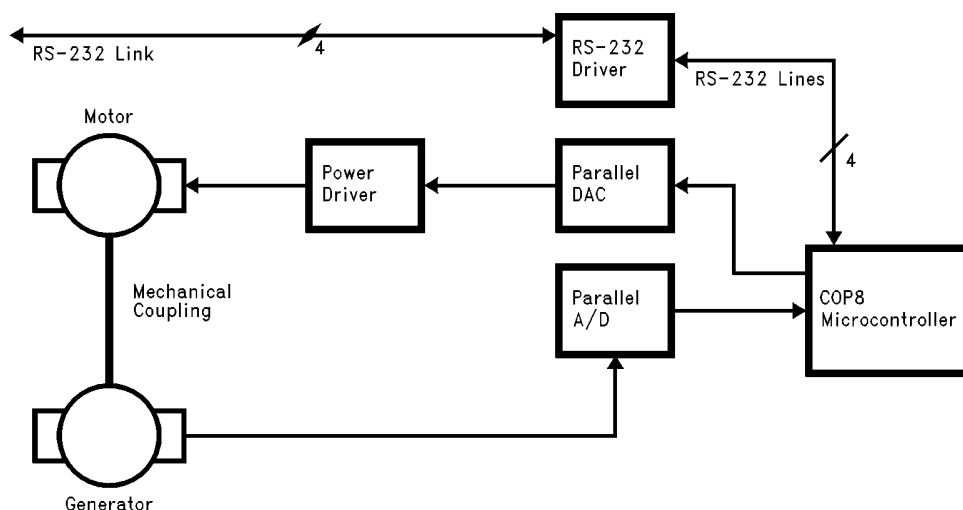 RS-232 Link
4
RS-232
Driver
RS-232 Lines
4
Motor
Power
Driver
Parallel
DAC
Mechanical
Coupling
Parallel
A/D
COP8
Microcontroller
Generator